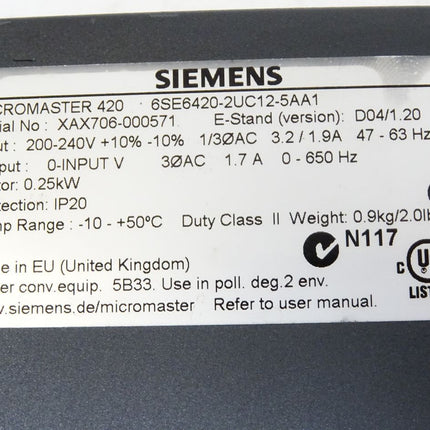 SIEMENS
CROMASTER 420 6SE6420-2UC12-5AA1
ial No : XAX706-000571 E-Stand (version): D04/1.20
ut : 200-240V +10% -10% 1/3ØAC 3.2 / 1.9A 47 - 63 Hz
put : 0-INPUT V 3ØAC 1.7 A 0 - 650 Hz
tor: 0.25kW
tection: IP20
mp Range : -10 - +50ºC Duty Class II Weight: 0.9kg/2.0lb
N117
e in EU (United Kingdom)
er conv.equip. 5B33. Use in poll. deg.2 env.
v.siemens.de/micromaster Refer to user manual.
C U
LIST